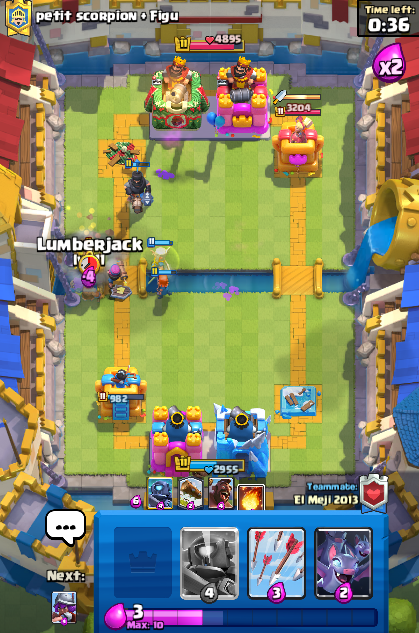 petit scorpion + Figu
Time left:
0:36
4895
x2
3204
Lumberjack
4
982
2955
Teammate:
El Meji 2013
...
Next:
4
3
2
3
Max: 10